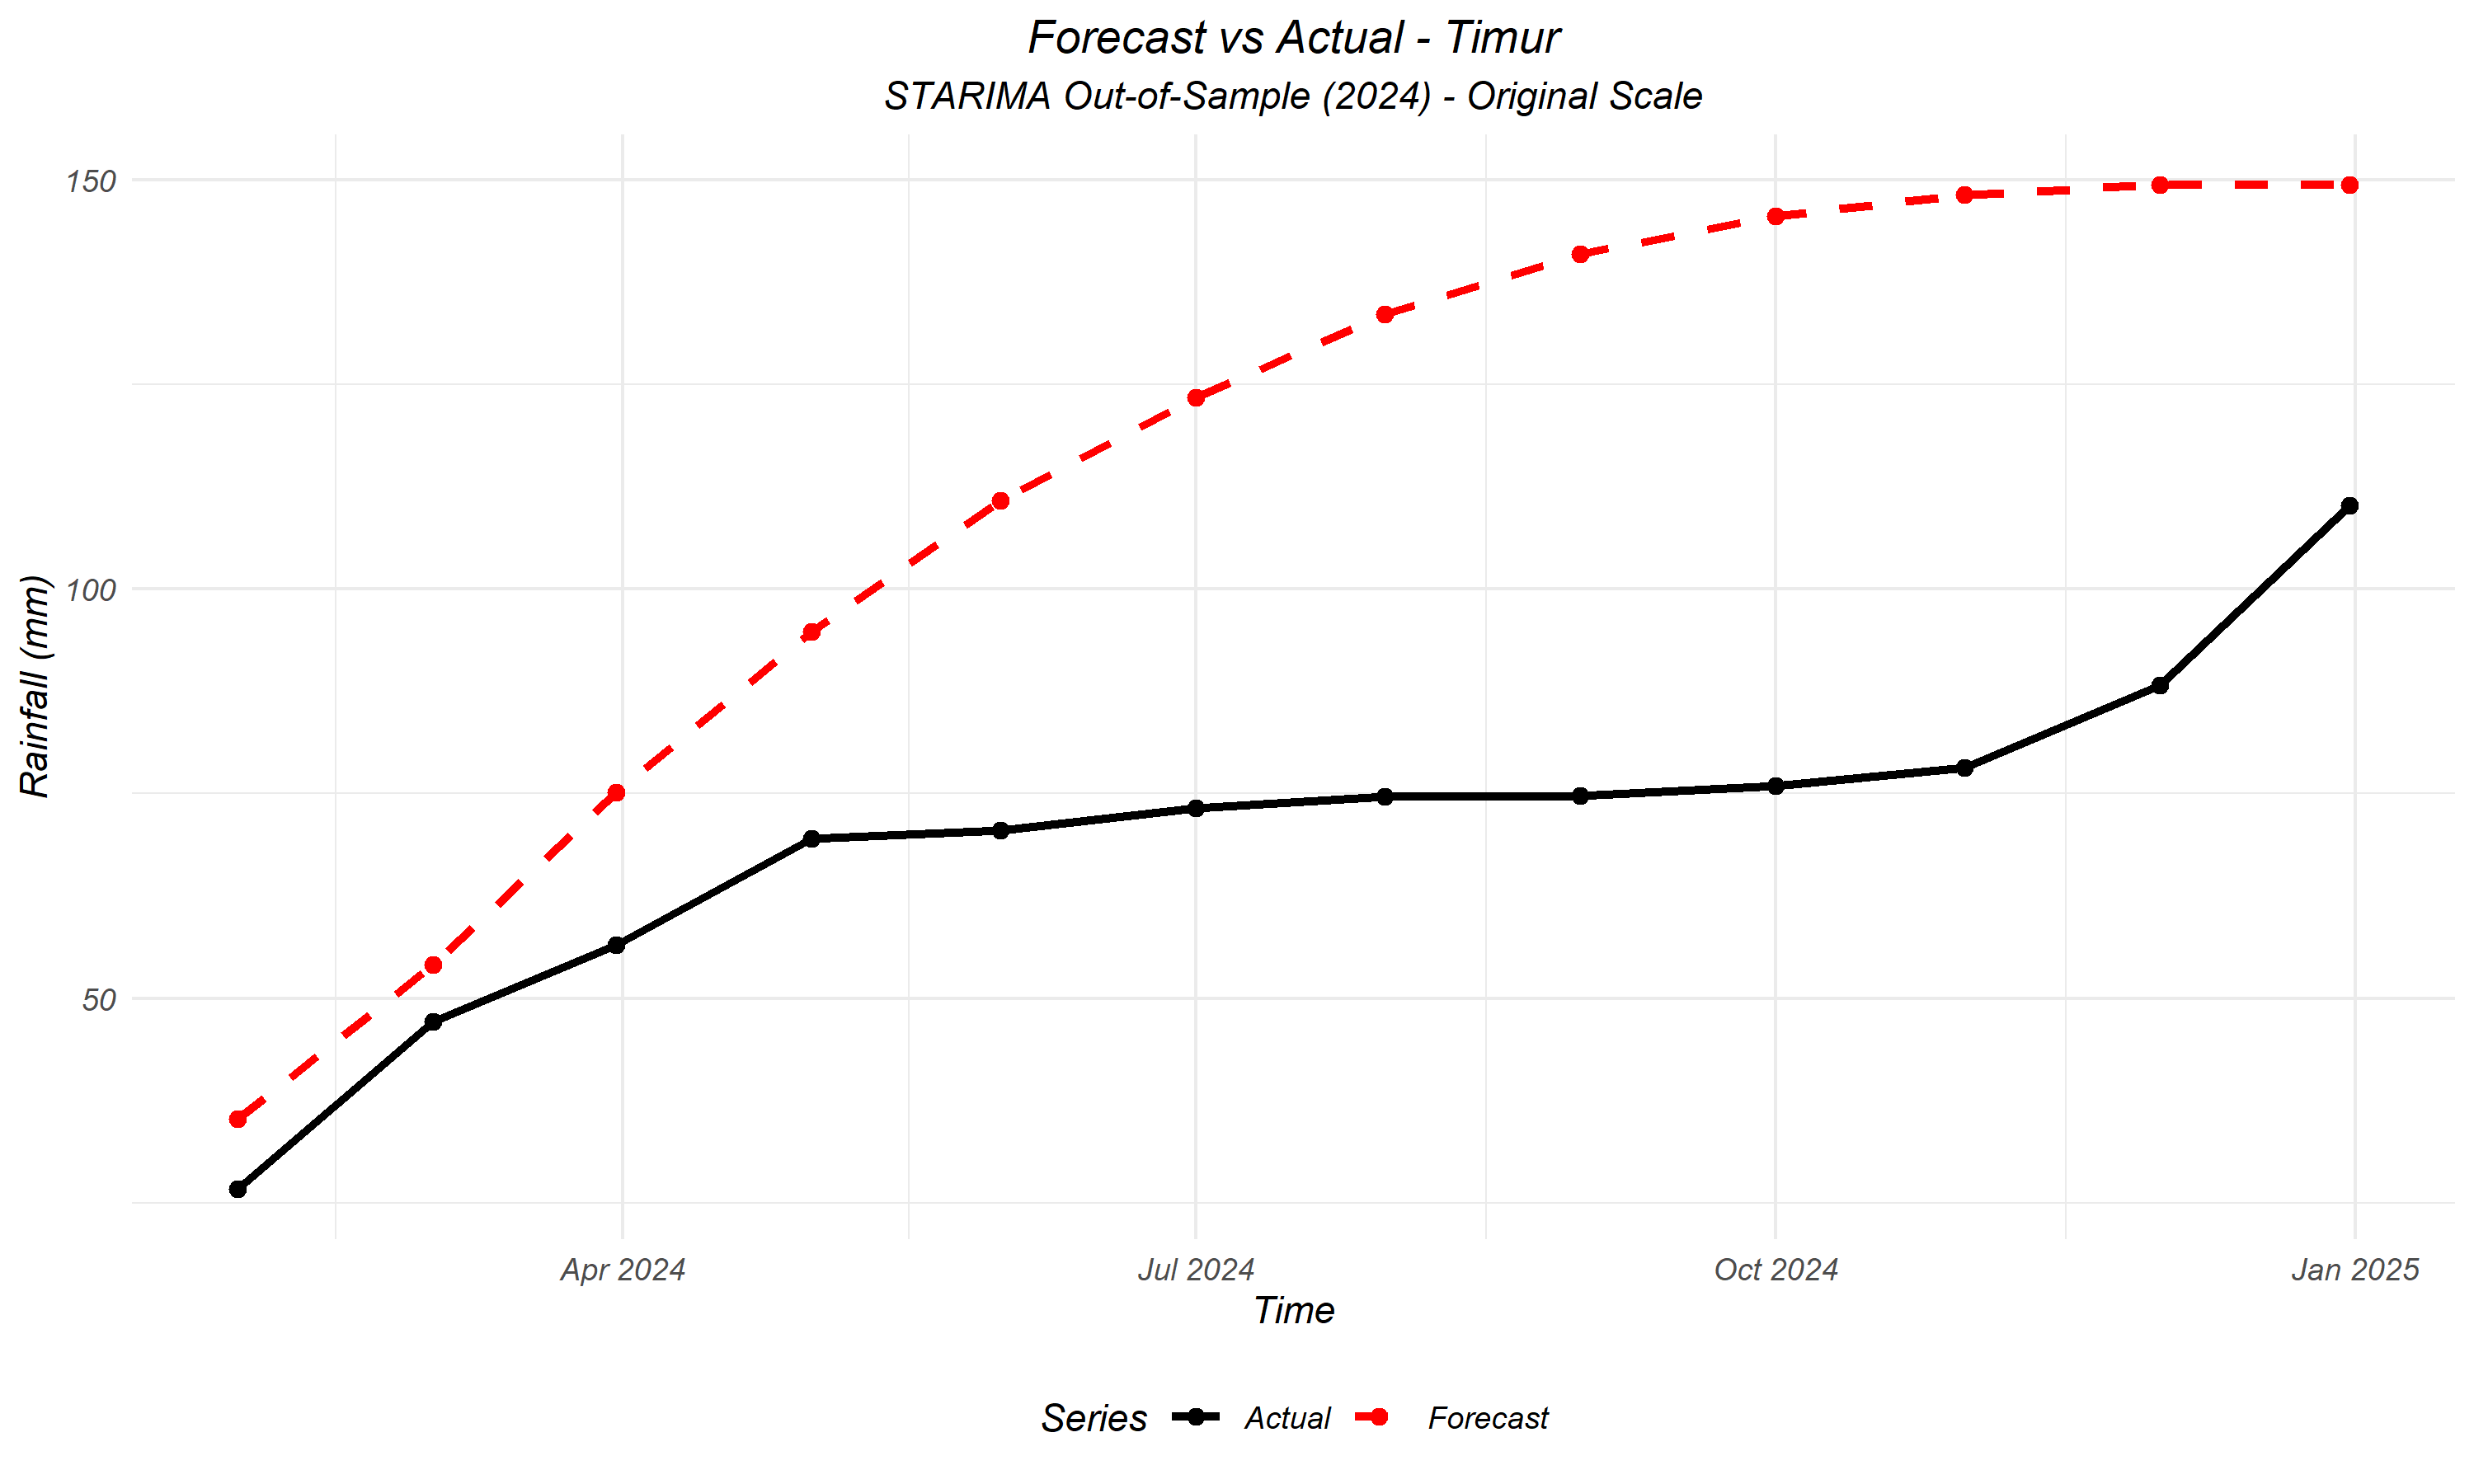 Forecast vs Actual - Timur
STARIMA Out-of-Sample (2024) - Original Scale
Rainfall (mm)
150
100
50
Apr 2024
Jul 2024
Oct 2024
Jan 2025
Time
Series
Actual
Forecast